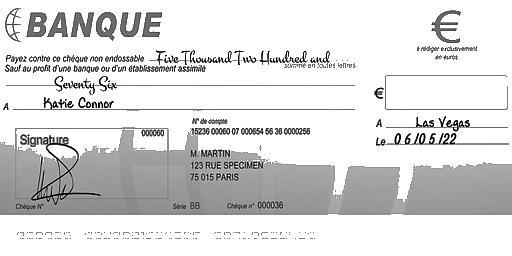 BANQUE
€
à rédiger exclusivement
en euros
Payez contre ce chèque non endossable Five Thousand Two Hundred and
Sauf au profit d'une banque ou d'un établissement assimilé
somme en toutes lettres
Seventy Six
A Katie Connor
€
N° de compte
000060 15236 00060 07 000654 56 36 0000256
A Las Vegas
Le 06/05/22
Signature
M. MARTIN
123 RUE SPECIMEN
75 015 PARIS
Chèque N° Série BB Chèque n° 000036